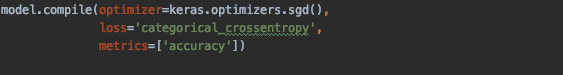 model.compile(optimizer=keras.optimizers.sgd(),
loss='categorical_crossentropy',
metrics=['accuracy'])